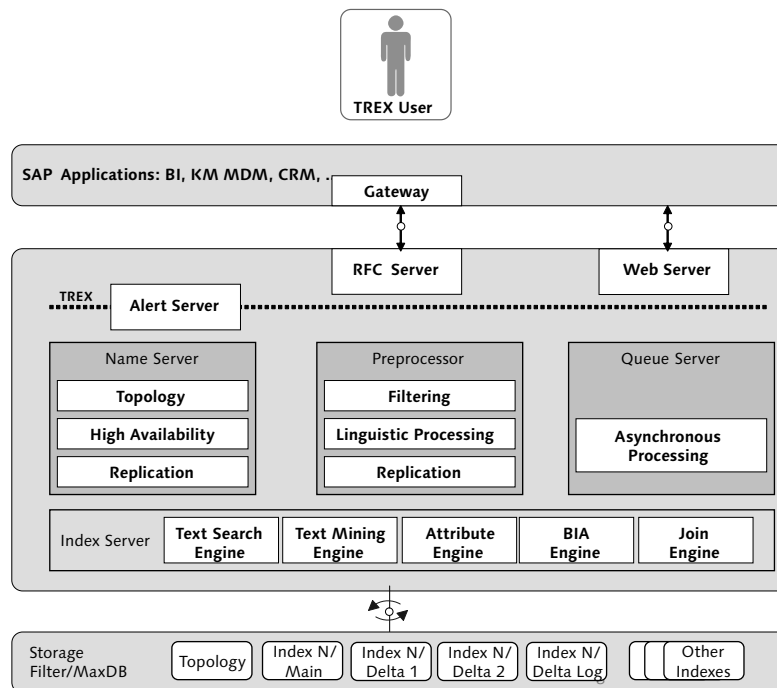 TREX User
SAP Applications: BI, KM MDM, CRM, .
Gateway
RFC Server
Web Server
TREX
Alert Server
Name Server
Topology
High Availability
Replication
Preprocessor
Filtering
Linguistic Processing
Replication
Queue Server
Asynchronous
Processing
Index Server
Text Search
Engine
Text Mining
Engine
Attribute
Engine
BIA
Engine
Join
Engine
Storage
Filter/MaxDB
Topology
Index N/
Main
Index N/
Delta 1
Index N/
Delta 2
Index N/
Delta Log
Other
Indexes